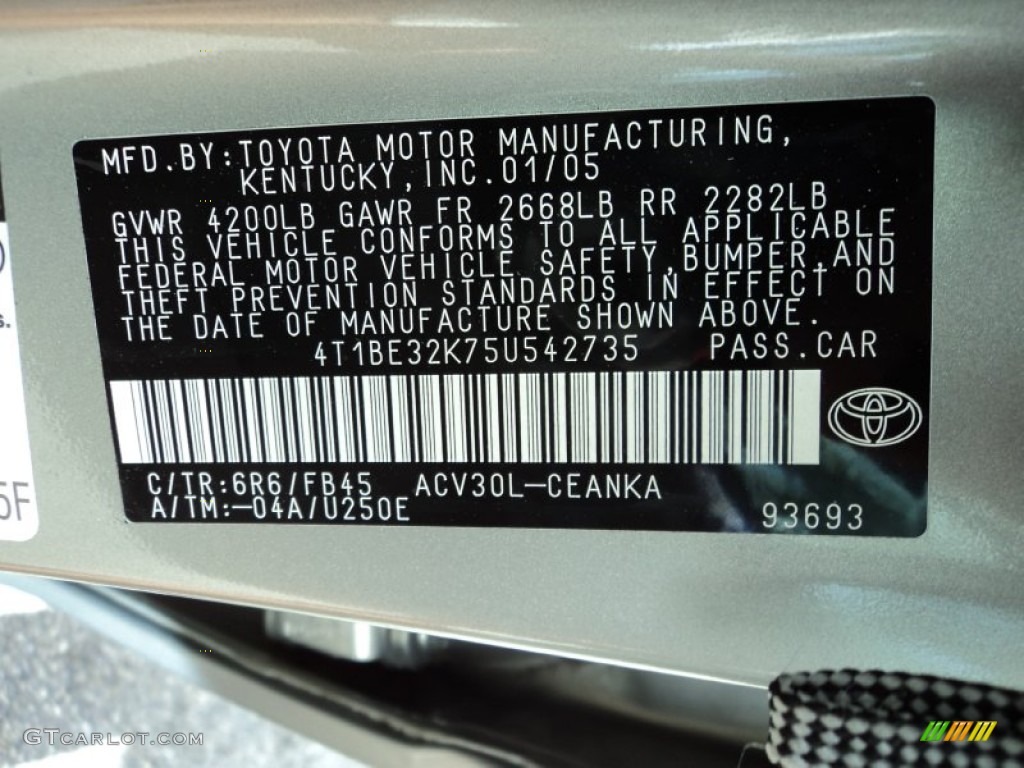 MFD.BY:TOYOTA MOTOR MANUFACTURING,
KENTUCKY,INC.01/05
GVWR 4200LB GAWR FR 2668LB RR 2282LB
THIS VEHICLE CONFORMS TO ALL APPLICABLE
FEDERAL MOTOR VEHICLE SAFETY,BUMPER,AND
THEFT PREVENTION STANDARDS IN EFFECT ON
THE DATE OF MANUFACTURE SHOWN ABOVE.
4T1BE32K75U542735 PASS.CAR
C/TR:6R6/FB45 ACV30L-CEANKA
A/TM:-04A/U250E
93693
s.
5F
GTCARLOT.COM